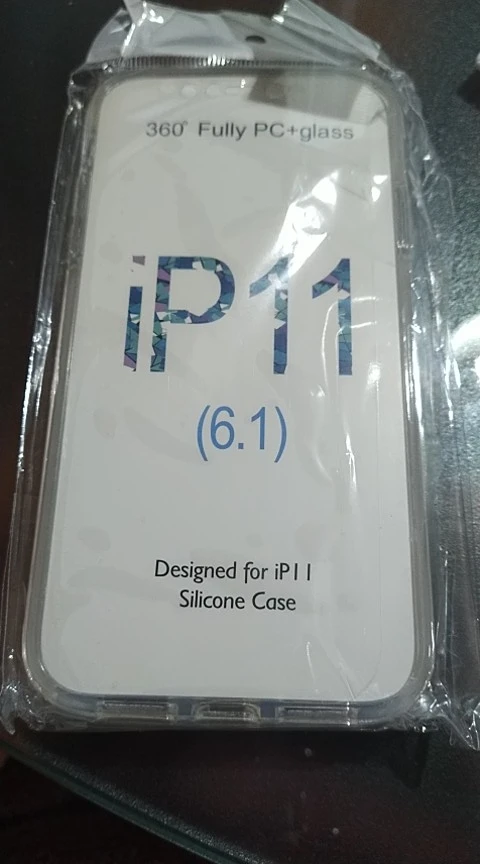 360° Fully PC+glass
iP11
(6.1)
Designed for iP11
Silicone Case